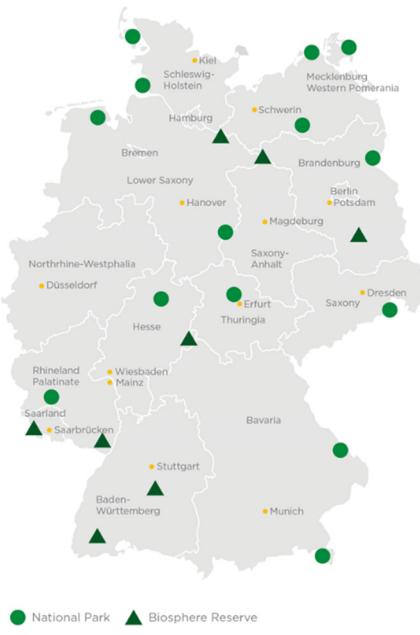 Kiel
Schleswig-
Holstein
Mecklenburg
Western Pomerania
Schwerin
Hamburg
Bremen
Brandenburg
Lower Saxony
Berlin
Potsdam
Hanover
Magdeburg
Saxony-
Anhalt
Northrhine-Westphalia
Düsseldorf
Dresden
Saxony
Erfurt
Thuringia
Hesse
Rhineland
Palatinate
Wiesbaden
Mainz
Saarland
Saarbrücken
Bavaria
Stuttgart
Baden-
Württemberg
Munich
National Park
Biosphere Reserve